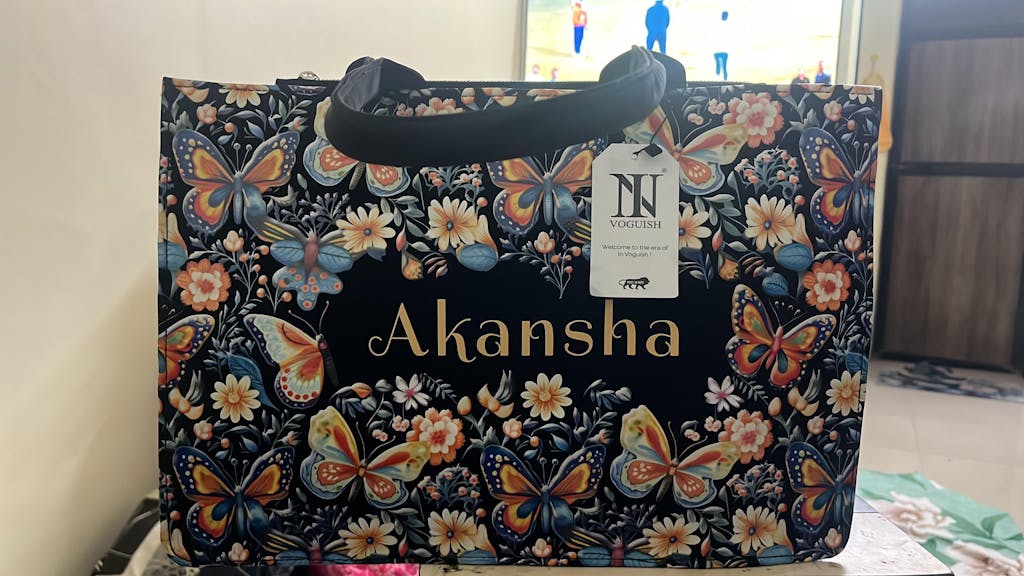 IN
VOGUISH
Welcome to the era of
In Voguish !
Akansha